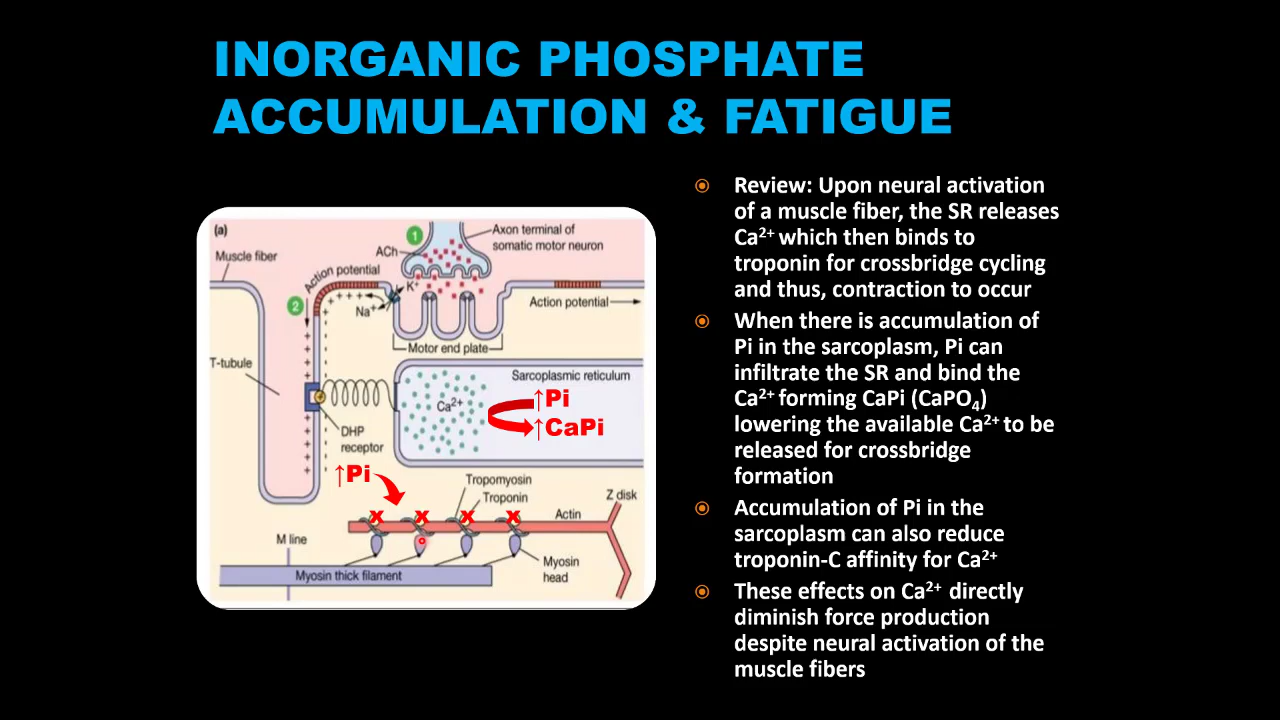 INORGANIC PHOSPHATE
ACCUMULATION & FATIGUE
(a)
Muscle fiber
Action potential
ACh
1
Axon terminal of
somatic motor neuron
2
K⁺
Na⁺
Action potential
Motor end plate
T-tubule
Sarcoplasmic reticulum
Ca²⁺
↑Pi
↑CaPi
DHP
receptor
↑Pi
Tropomyosin
Troponin
Z disk
x x x x
Actin
M line
Myosin thick filament
Myosin
head
Review: Upon neural activation
of a muscle fiber, the SR releases
Ca²⁺ which then binds to
troponin for crossbridge cycling
and thus, contraction to occur
When there is accumulation of
Pi in the sarcoplasm, Pi can
infiltrate the SR and bind the
Ca²⁺ forming CaPi (CaPO₄)
lowering the available Ca²⁺ to be
released for crossbridge
formation
Accumulation of Pi in the
sarcoplasm can also reduce
troponin-C affinity for Ca²⁺
These effects on Ca²⁺ directly
diminish force production
despite neural activation of the
muscle fibers